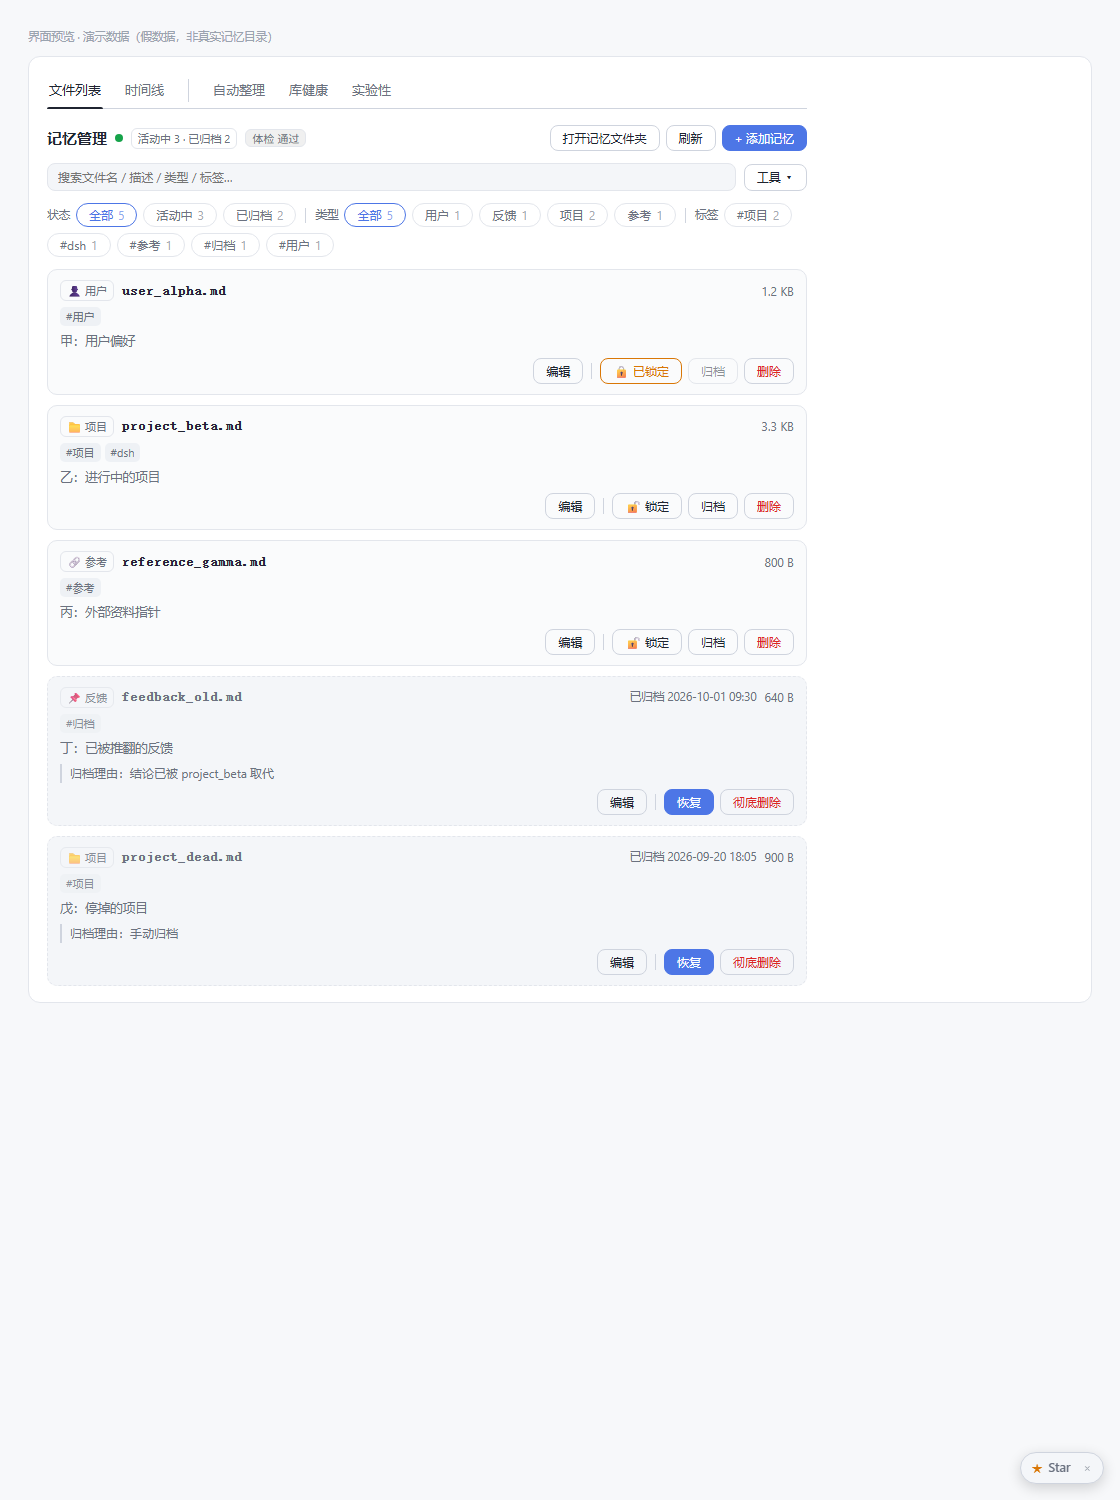 界面预览 · 演示数据（假数据，非真实记忆目录）
文件列表 时间线 自动整理 库健康 实验性
记忆管理 活动中 3 · 已归档 2 体检 通过 打开记忆文件夹 刷新 + 添加记忆
搜索文件名 / 描述 / 类型 / 标签... 工具
状态 全部 5 活动中 3 已归档 2 类型 全部 5 用户 1 反馈 1 项目 2 参考 1 标签 #项目 2
#dsh 1 #参考 1 #归档 1 #用户 1
用户 user_alpha.md 1.2 KB
#用户
甲：用户偏好
编辑 已锁定 归档 删除
项目 project_beta.md 3.3 KB
#项目 #dsh
乙：进行中的项目
编辑 锁定 归档 删除
参考 reference_gamma.md 800 B
#参考
丙：外部资料指针
编辑 锁定 归档 删除
反馈 feedback_old.md 已归档 2026-10-01 09:30 640 B
#归档
丁：已被推翻的反馈
归档理由：结论已被 project_beta 取代
编辑 恢复 彻底删除
项目 project_dead.md 已归档 2026-09-20 18:05 900 B
#项目
戊：停掉的项目
归档理由：手动归档
编辑 恢复 彻底删除
★ Star ×